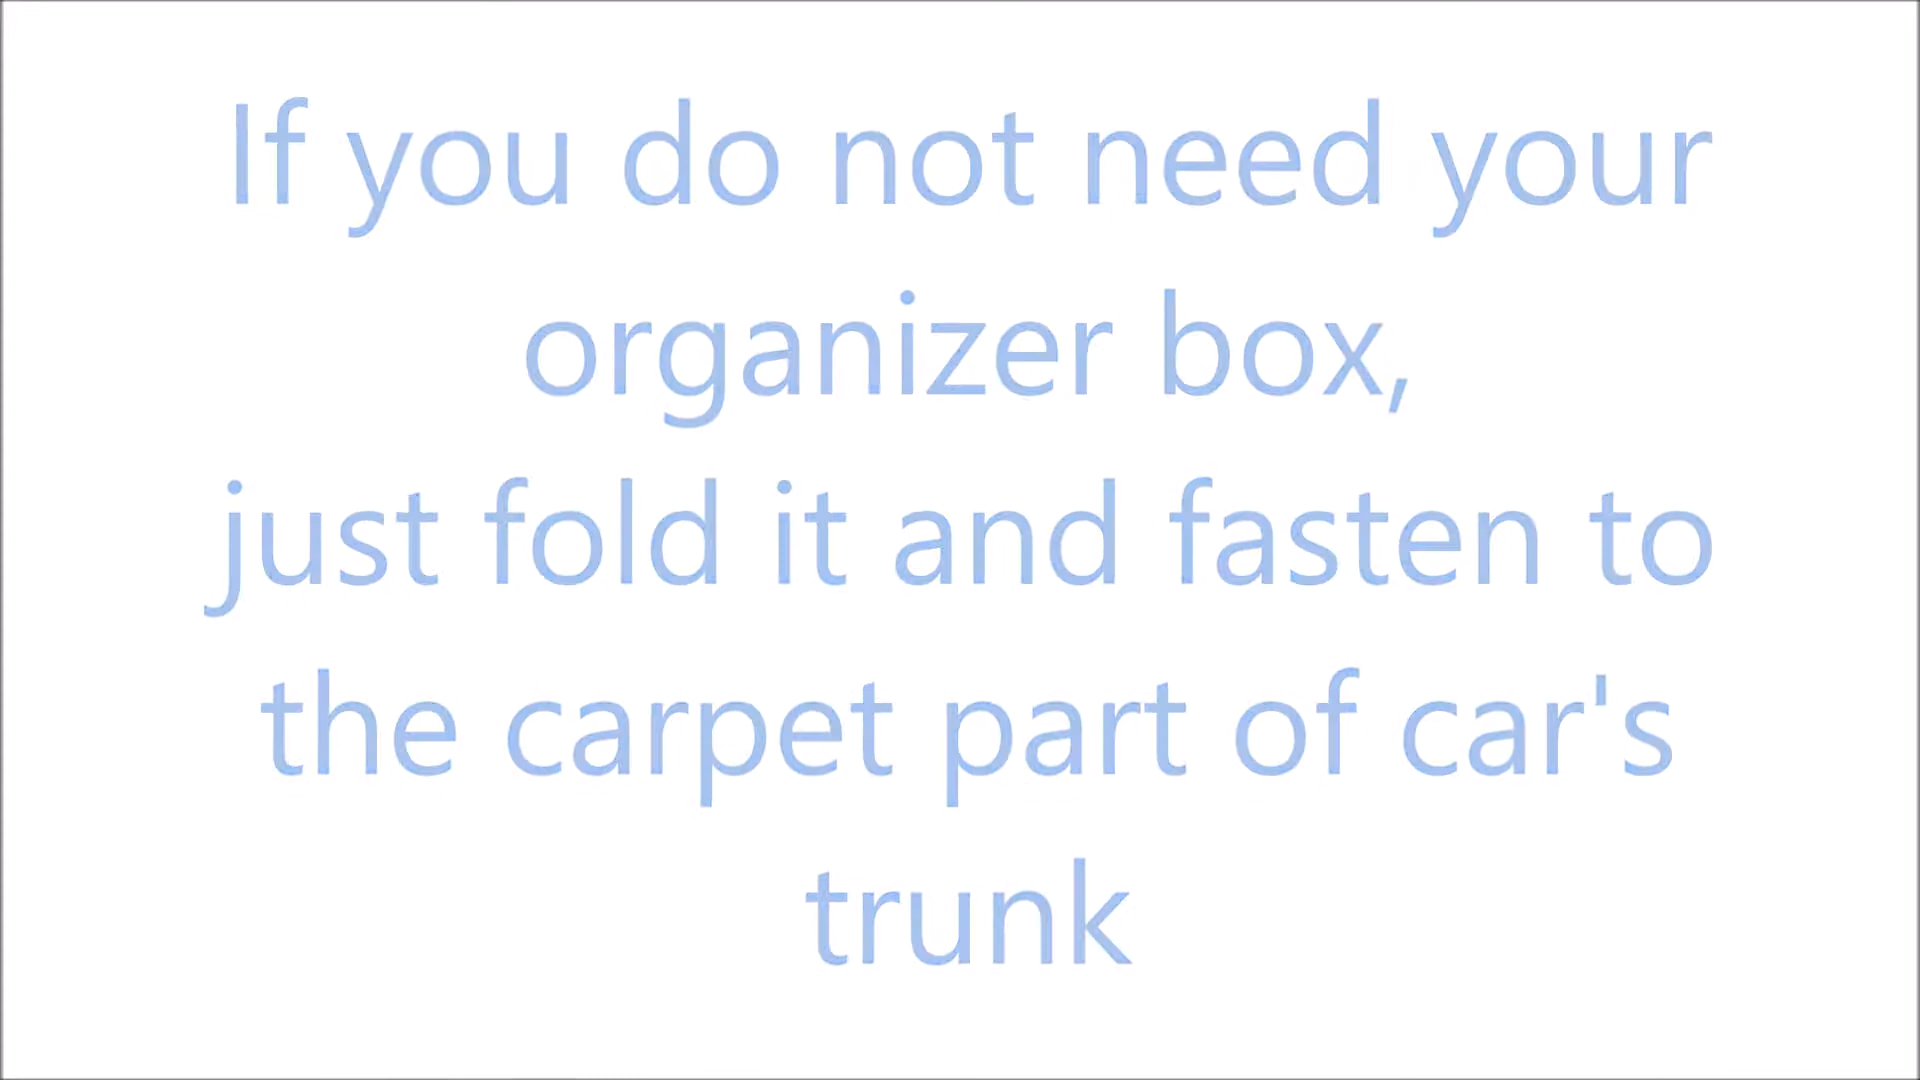 If you do not need your
organizer box,
just fold it and fasten to
the carpet part of car's
trunk